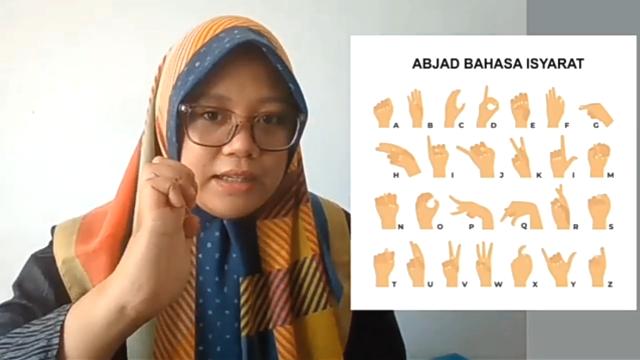 ABJAD BAHASA ISYARAT
A B C D E F G
H I J K I M
N O P Q R S
T U V W X Y Z